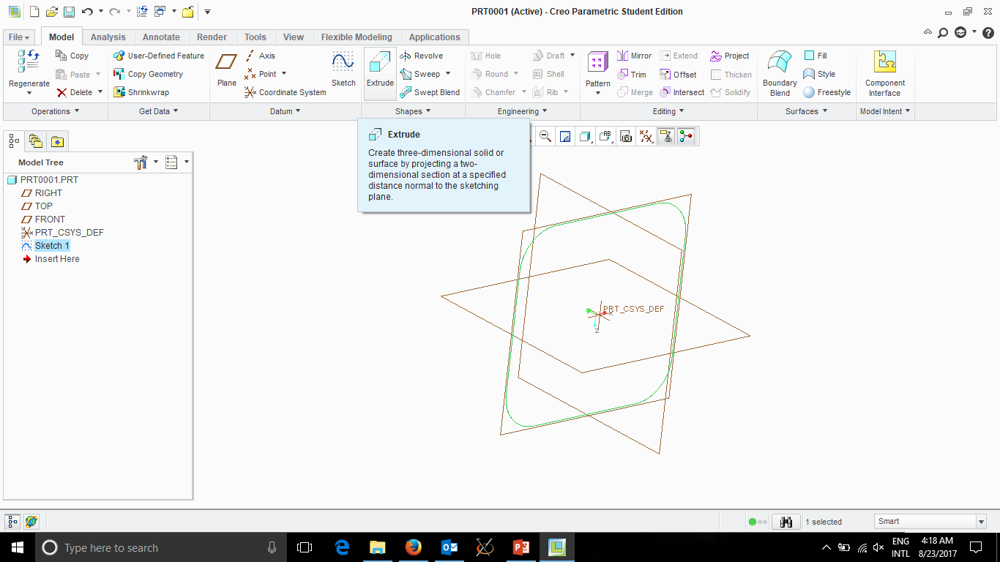 PRT0001 (Active) - Creo Parametric Student Edition
File Model Analysis Annotate Render Tools View Flexible Modeling Applications
Regenerate
Copy
Paste
Delete
Operations
User-Defined Feature
Copy Geometry
Shrinkwrap
Get Data
Plane
Axis
Point
Coordinate System
Sketch
Datum
Extrude
Revolve
Sweep
Swept Blend
Shapes
Hole
Round
Chamfer
Draft
Shell
Rib
Engineering
Pattern
Mirror
Trim
Merge
Extend
Offset
Intersect
Project
Thicken
Solidify
Editing
Boundary
Blend
Fill
Style
Freestyle
Surfaces
Component
Interface
Model Intent
Extrude
Create three-dimensional solid or
surface by projecting a two-
dimensional section at a specified
distance normal to the sketching
plane.
Model Tree
PRT0001.PRT
RIGHT
TOP
FRONT
PRT_CSYS_DEF
Sketch 1
Insert Here
PRT_CSYS_DEF
X
Z
1 selected
Smart
Type here to search
ENG
INTL
4:18 AM
8/23/2017